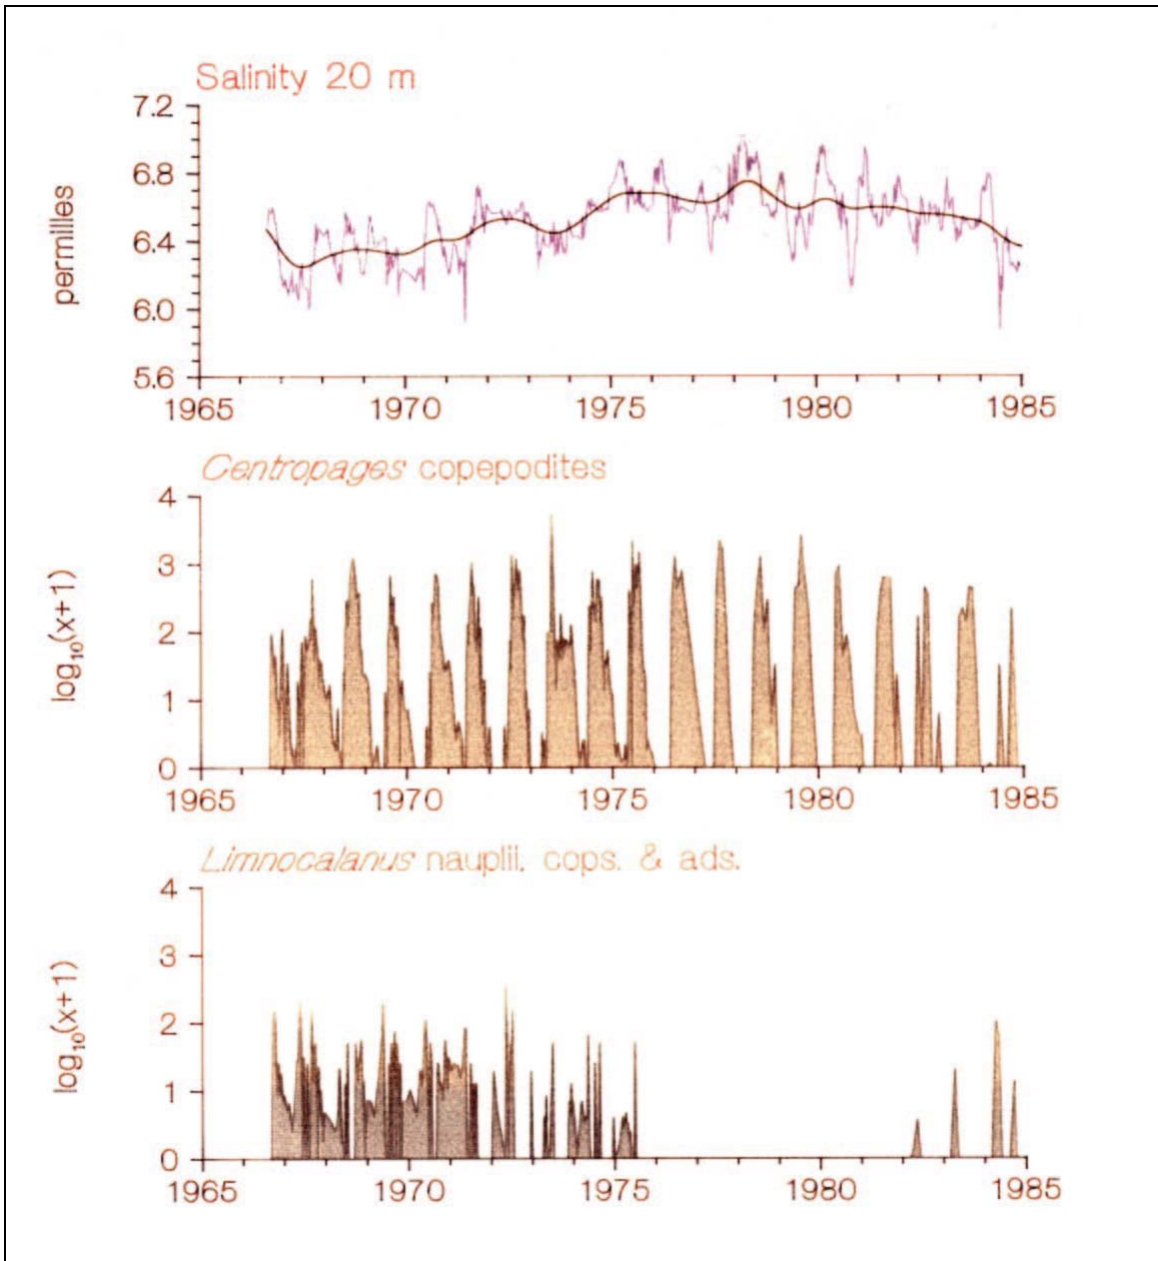 Salinity 20 m
7.2
6.8
6.4
6.0
5.6
permilles
1965 1970 1975 1980 1985
Centropages copepodites
4
3
2
1
0
log10(x+1)
1965 1970 1975 1980 1985
Limnocalanus nauplii, cops. & ads.
4
3
2
1
0
log10(x+1)
1965 1970 1975 1980 1985